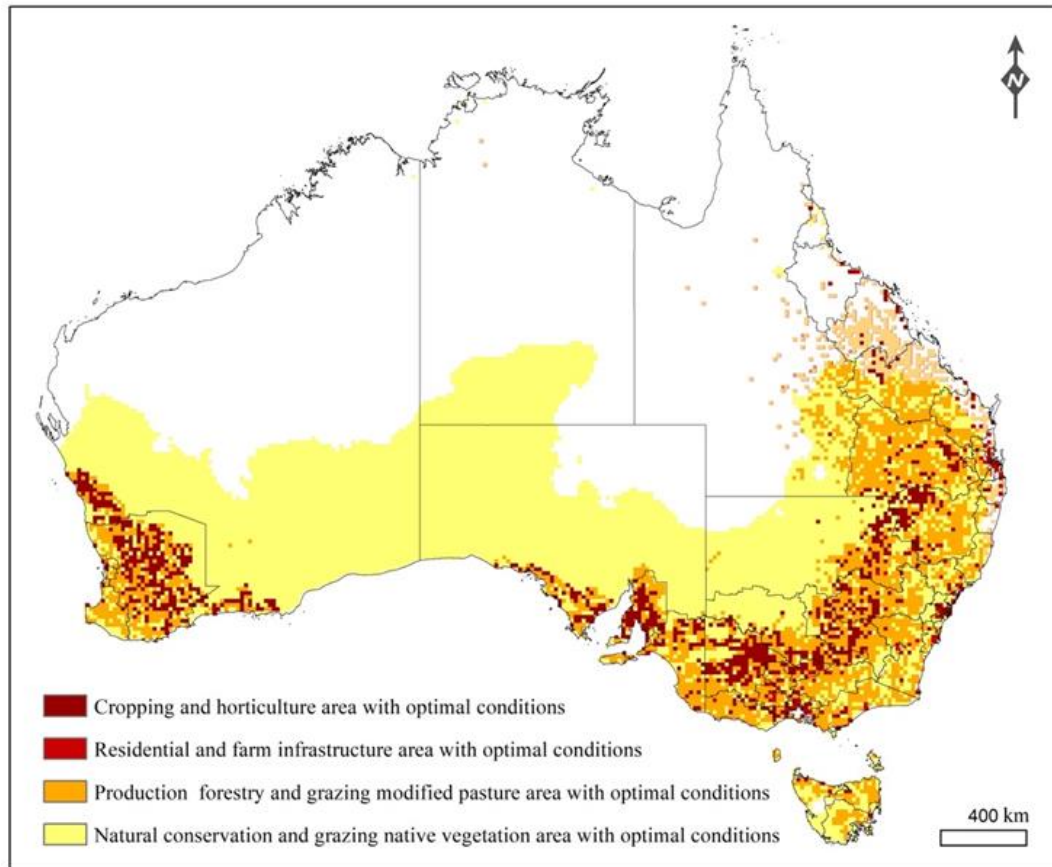 N
Cropping and horticulture area with optimal conditions
Residential and farm infrastructure area with optimal conditions
Production forestry and grazing modified pasture area with optimal conditions
Natural conservation and grazing native vegetation area with optimal conditions
400 km